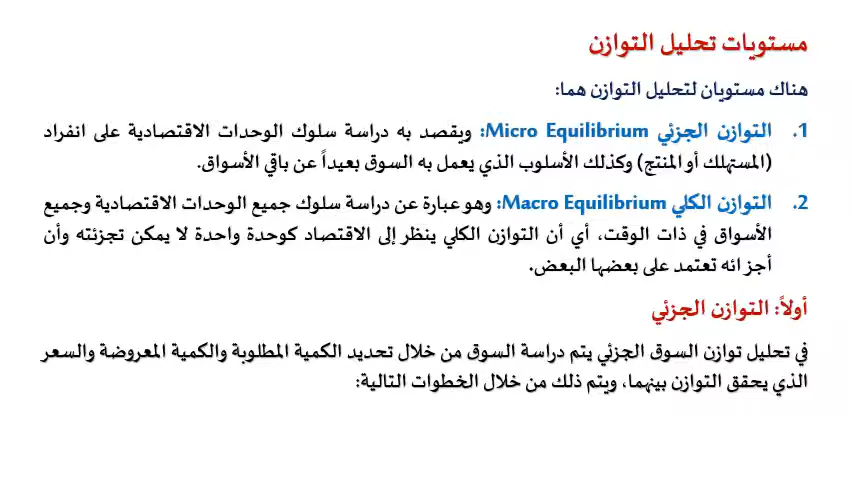 مستويات تحليل التوازن
هناك مستويان لتحليل التوازن هما:
1. التوازن الجزئي Micro Equilibrium: ويقصد به دراسة سلوك الوحدات الاقتصادية على انفراد
(المستهلك أو المنتج) وكذلك الأسلوب الذي يعمل به السوق بعيداً عن باقي الأسواق.
2. التوازن الكلي Macro Equilibrium: وهو عبارة عن دراسة سلوك جميع الوحدات الاقتصادية وجميع
الأسواق في ذات الوقت، أي أن التوازن الكلي ينظر إلى الاقتصاد كوحدة واحدة لا يمكن تجزئته وأن
أجزائه تعتمد على بعضها البعض.
أولاً: التوازن الجزئي
في تحليل توازن السوق الجزئي يتم دراسة السوق من خلال تحديد الكمية المطلوبة والكمية المعروضة والسعر
الذي يحقق التوازن بينهما، ويتم ذلك من خلال الخطوات التالية: